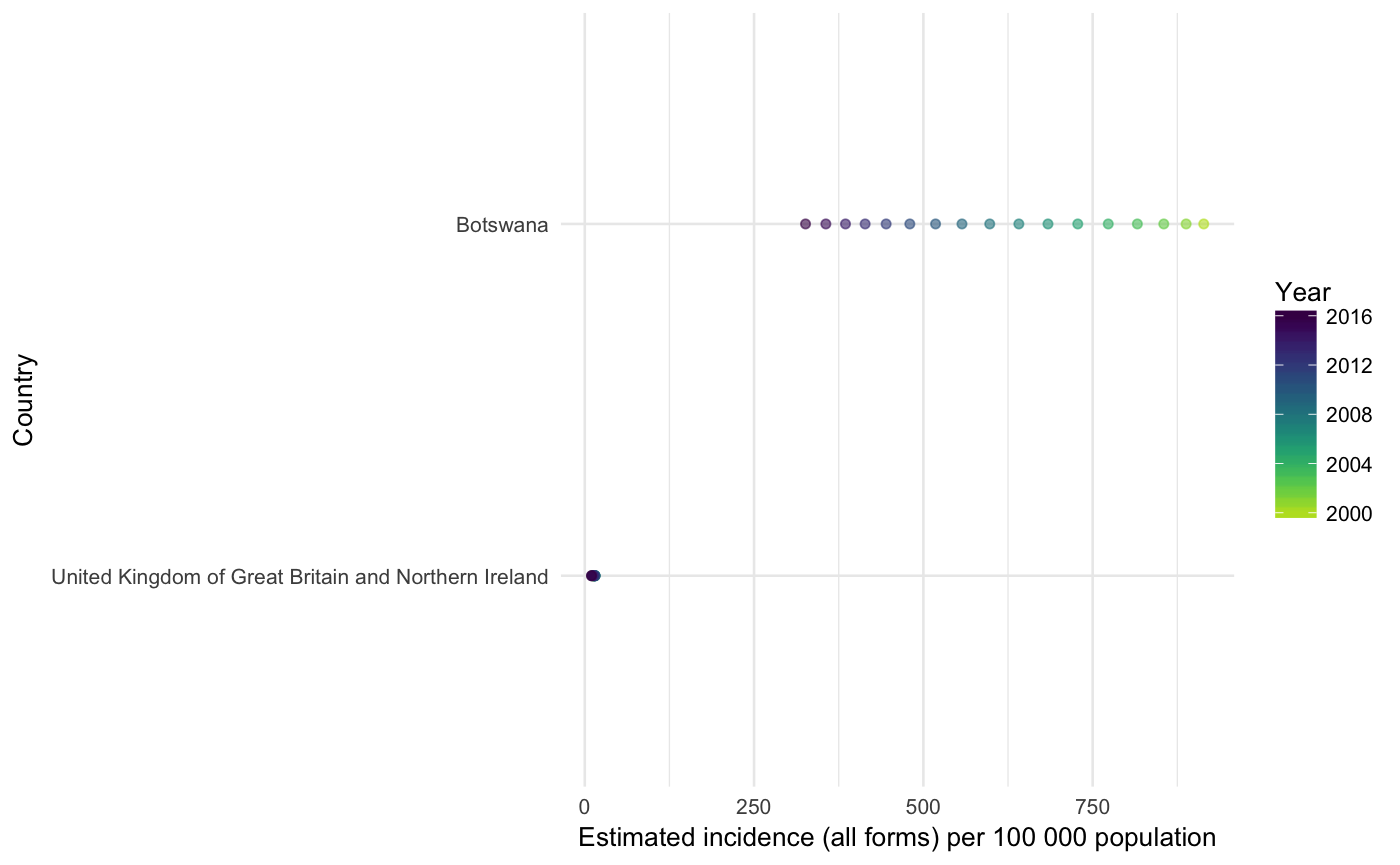 Country
Botswana
United Kingdom of Great Britain and Northern Ireland
0
250
500
750
Estimated incidence (all forms) per 100 000 population
Year
2016
2012
2008
2004
2000